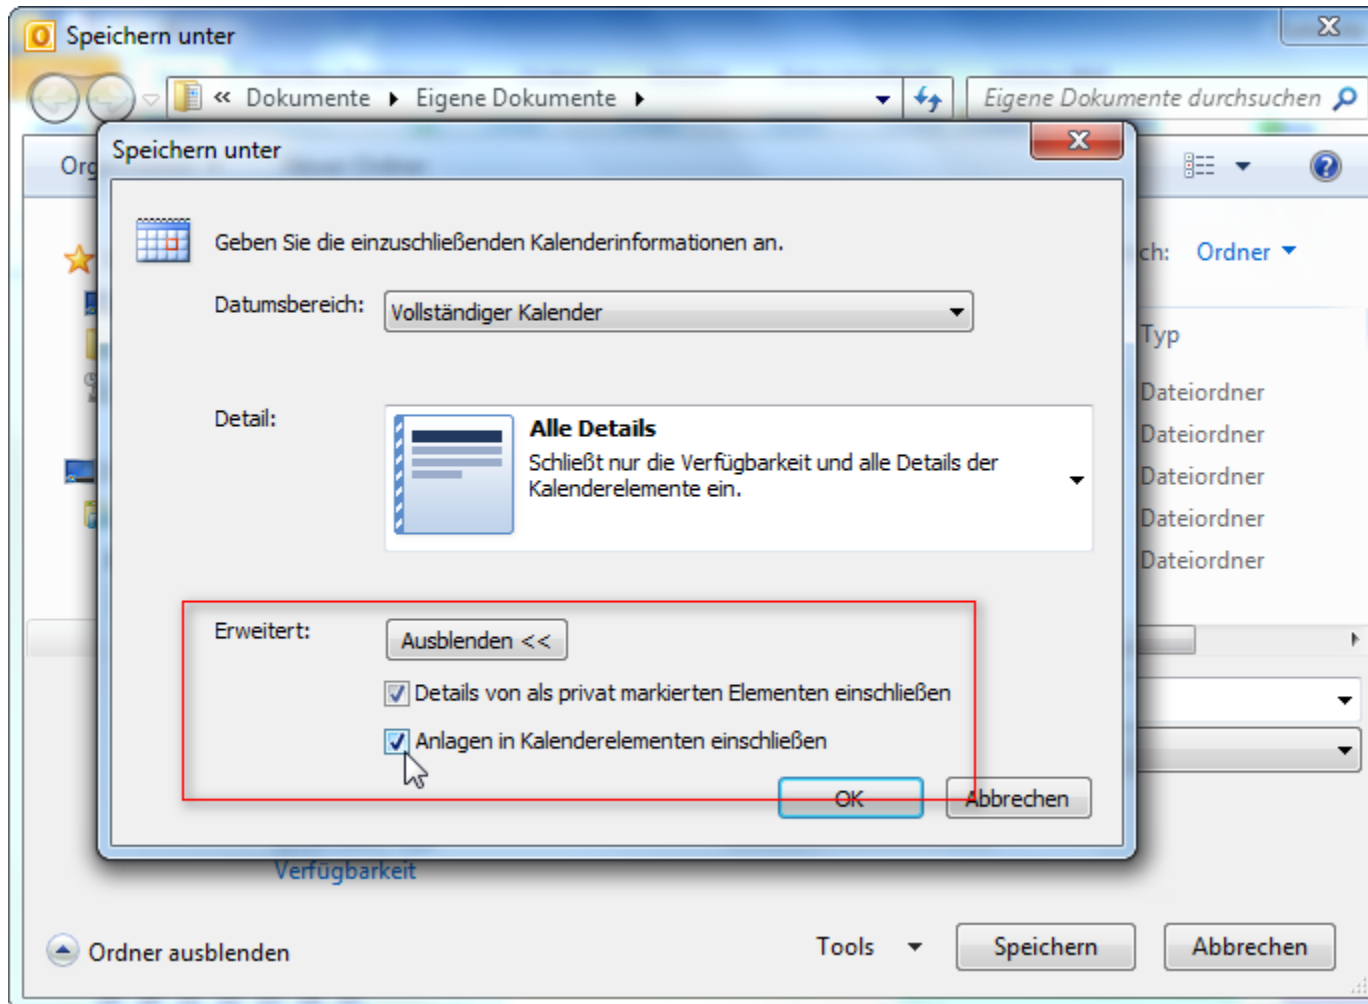 Speichern unter
« Dokumente ▸ Eigene Dokumente ▸
Eigene Dokumente durchsuchen
Speichern unter
Geben Sie die einzuschließenden Kalenderinformationen an.
Datumsbereich: Vollständiger Kalender
Detail:
Alle Details
Schließt nur die Verfügbarkeit und alle Details der
Kalenderelemente ein.
Erweitert: Ausblenden <<
Details von als privat markierten Elementen einschließen
Anlagen in Kalenderelementen einschließen
OK Abbrechen
Ordner
Typ
Dateiordner
Dateiordner
Dateiordner
Dateiordner
Dateiordner
Verfügbarkeit
Ordner ausblenden
Tools Speichern Abbrechen